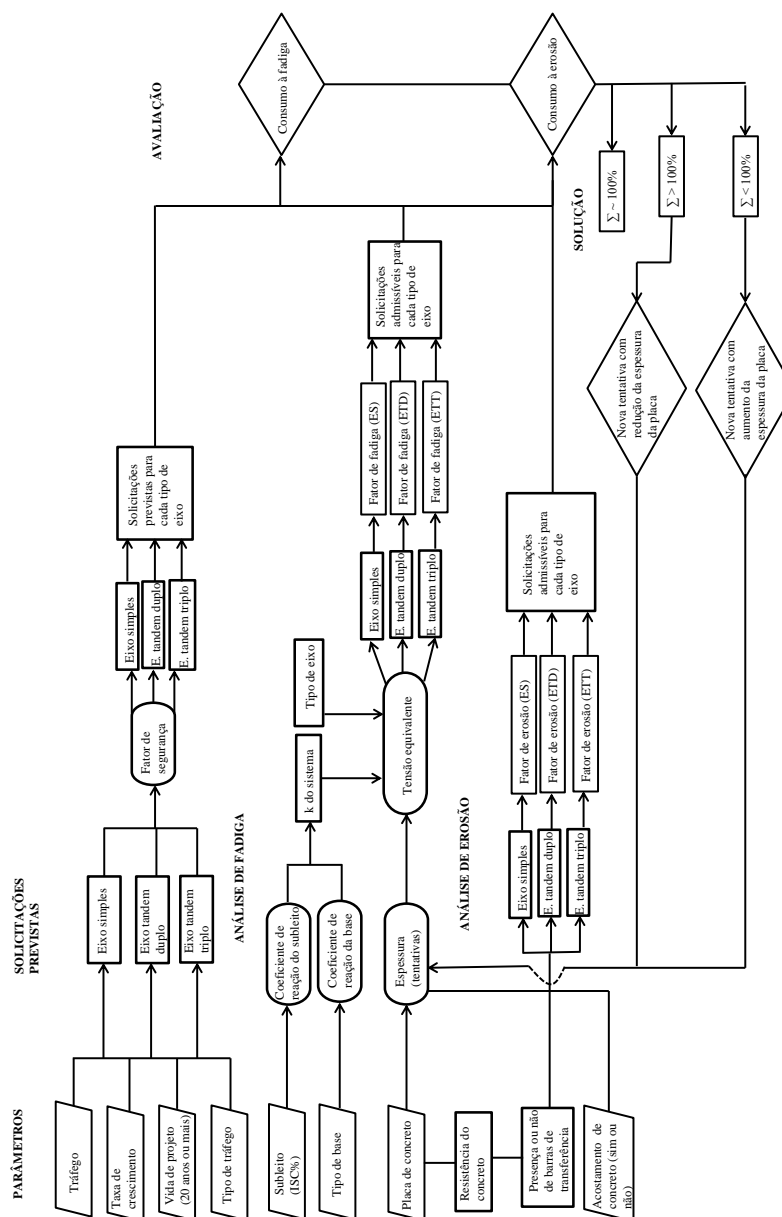 PARÂMETROS
Tráfego
Taxa de
crescimento
Vida de projeto
(20 anos ou mais)
Tipo de tráfego
Subleito
(ISC%)
Tipo de base
Placa de concreto
Resistência do
concreto
Presença ou não
de barras de
transferência
Acostamento de
concreto (sim ou
não)
SOLICITAÇÕES
PREVISTAS
Eixo simples
Eixo tandem
duplo
Eixo tandem
triplo
Fator de
segurança
Eixo simples
E. tandem duplo
E. tandem triplo
Solicitações
previstas para
cada tipo de
eixo
ANÁLISE DE FADIGA
Coeficiente de
reação do subleito
Coeficiente de
reação da base
k do sistema
Tipo de eixo
Espessura
(tentativas)
Tensão equivalente
Eixo simples
E. tandem duplo
E. tandem triplo
Fator de fadiga (ES)
Fator de fadiga (ETD)
Fator de fadiga (ETT)
Solicitações
admissíveis para
cada tipo de
eixo
ANÁLISE DE EROSÃO
Eixo simples
E. tandem duplo
E. tandem triplo
Fator de erosão (ES)
Fator de erosão (ETD)
Fator de erosão (ETT)
Solicitações
admissíveis para
cada tipo de
eixo
AVALIAÇÃO
Consumo à fadiga
Consumo à erosão
SOLUÇÃO
∑ ~ 100%
∑ > 100%
∑ < 100%
Nova tentativa com
redução da espessura
da placa
Nova tentativa com
aumento da
espessura da placa